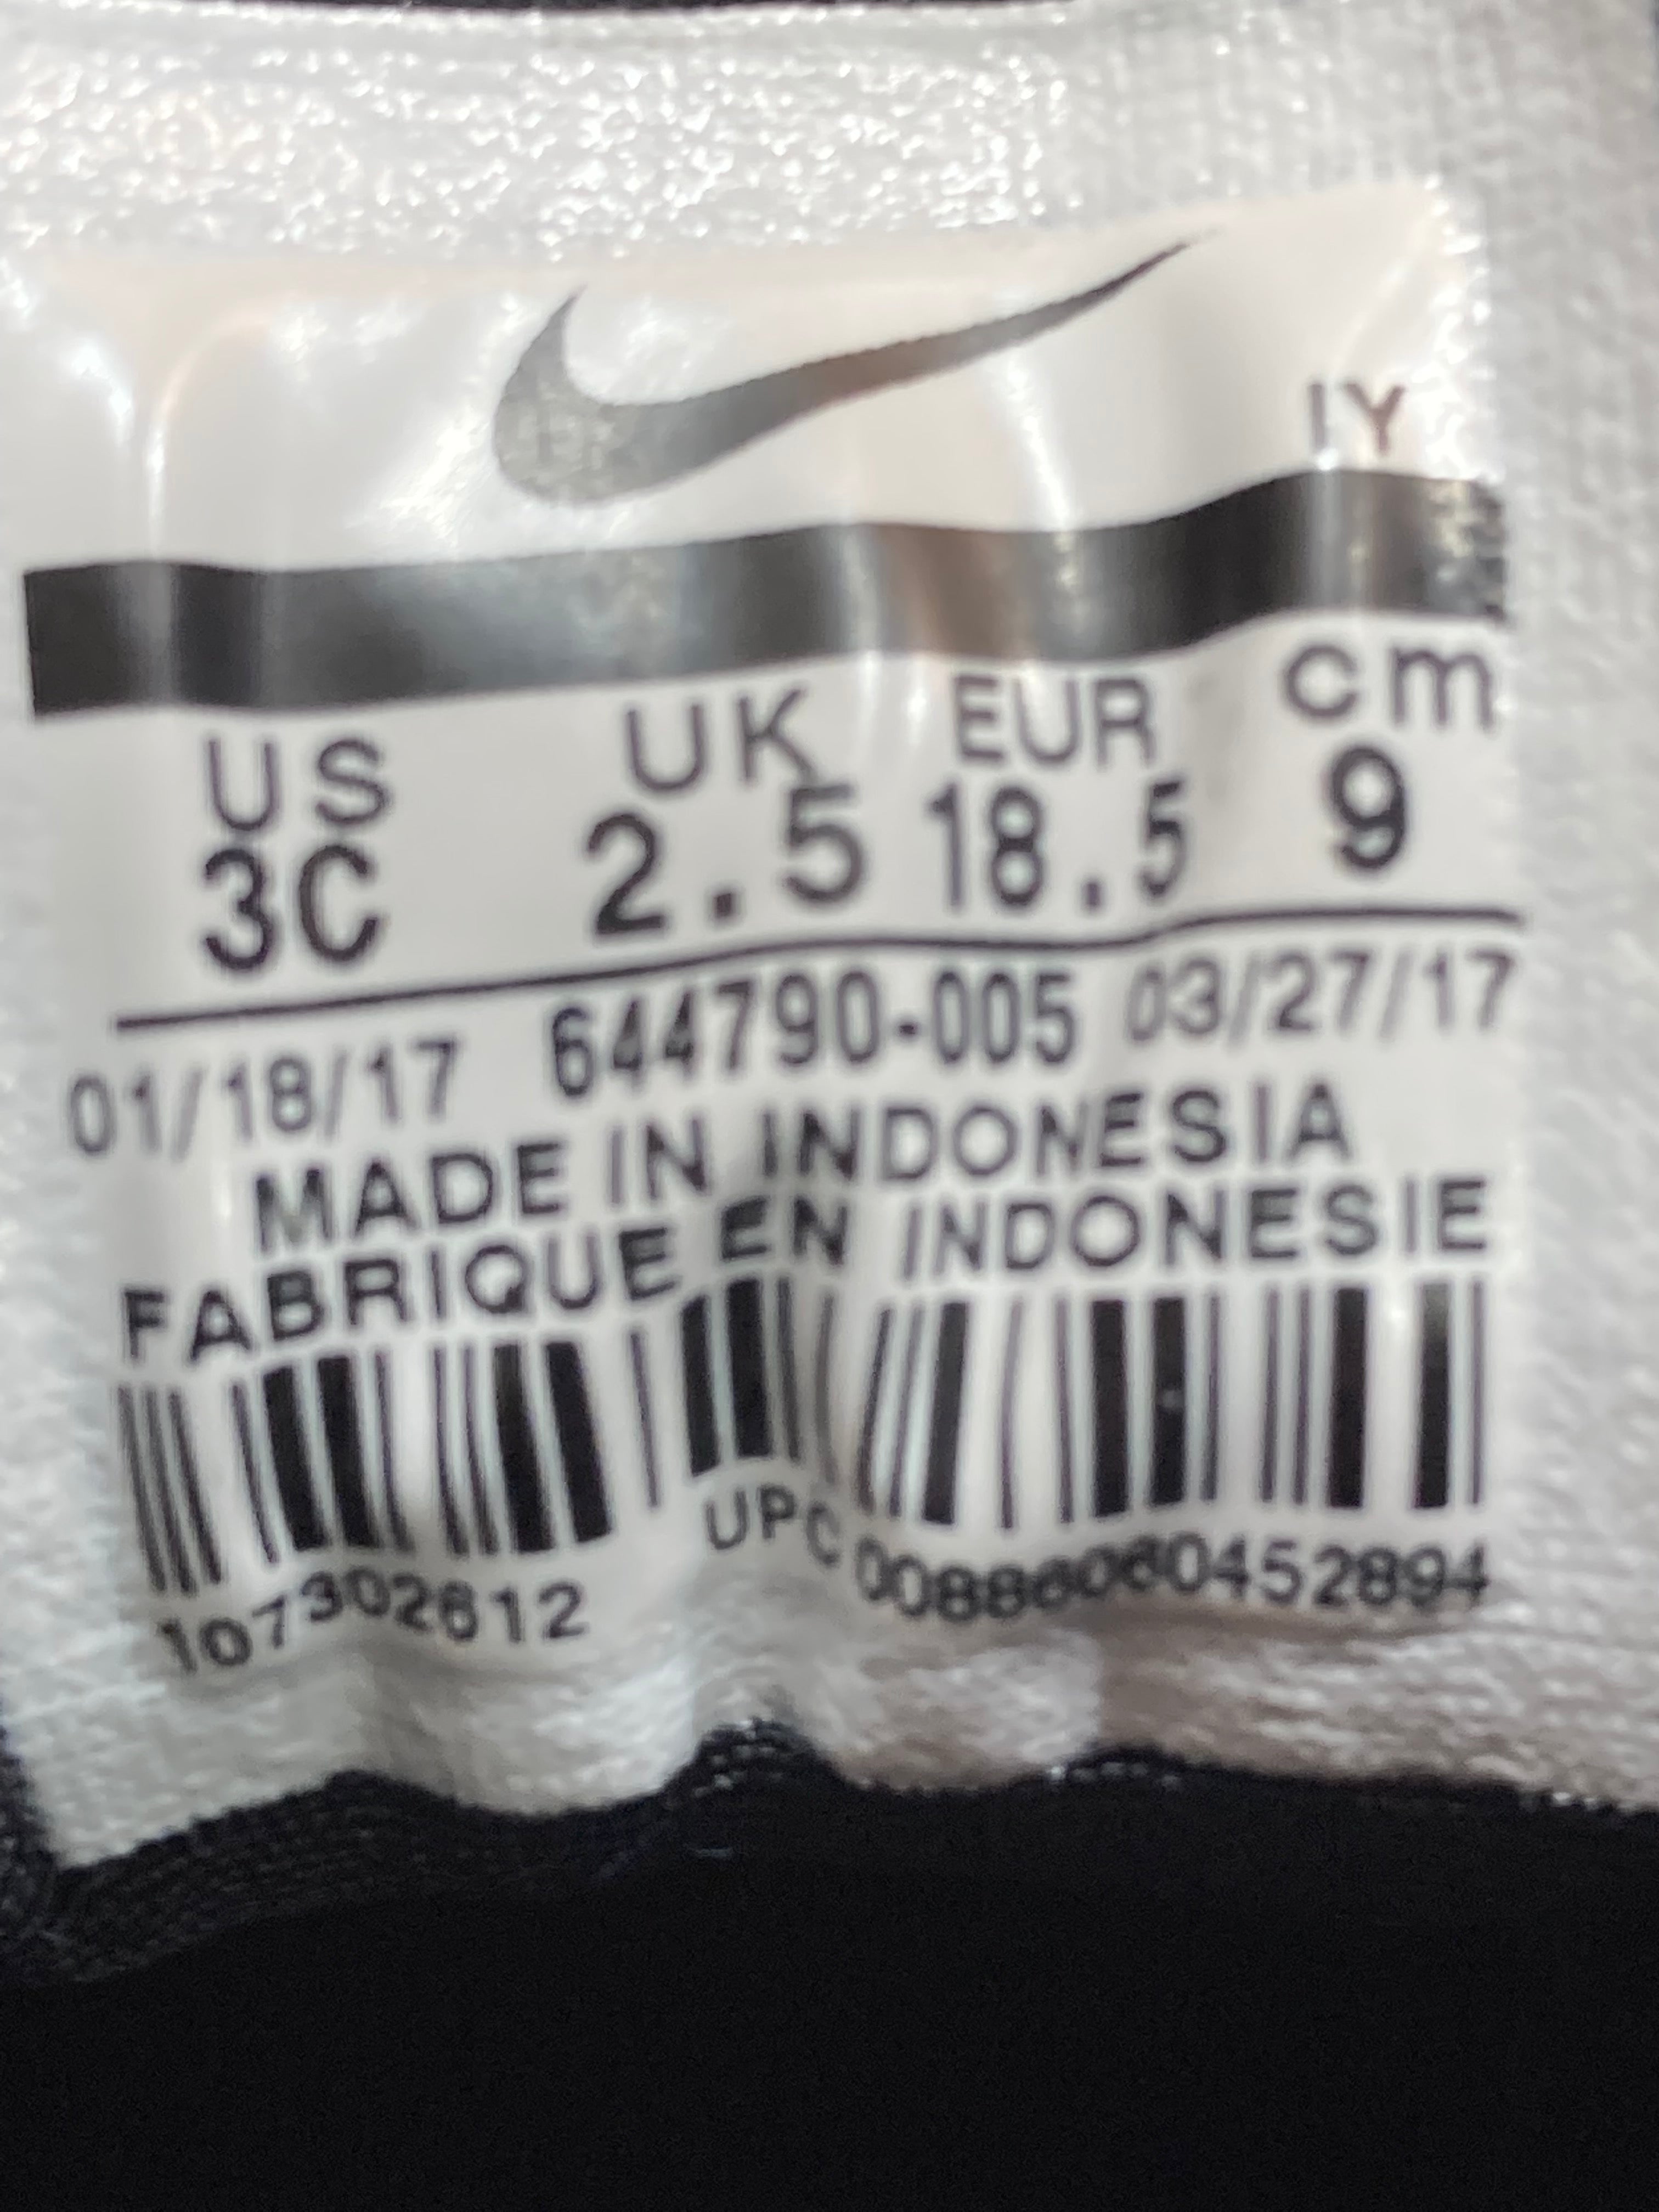 IY
US UK EUR cm
3C 2.5 18.5 9
01/18/17 644790-005 03/27/17
MADE IN INDONESIA
FABRIQUE EN INDONESIE
107302612 UPC 00886060452894